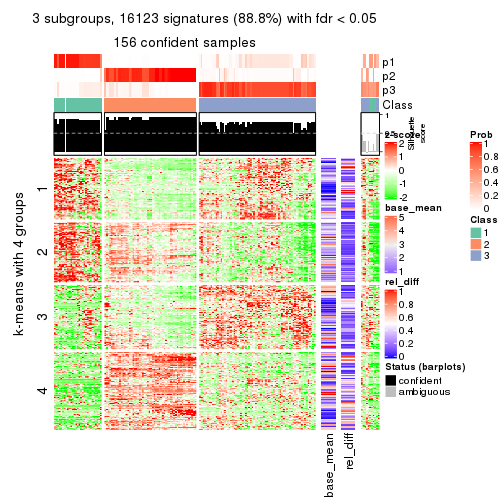 3 subgroups, 16123 signatures (88.8%) with fdr < 0.05
156 confident samples
p1
p2
p3
Class
1
0.5
Silhouette
score
k-means with 4 groups
1
2
3
4
base_mean
rel_diff
z-score
2
1
0
-1
-2
base_mean
5
4
3
2
1
rel_diff
1
0.8
0.6
0.4
0.2
0
Status (barplots)
confident
ambiguous
Prob
1
0.8
0.6
0.4
0.2
0
Class
1
2
3